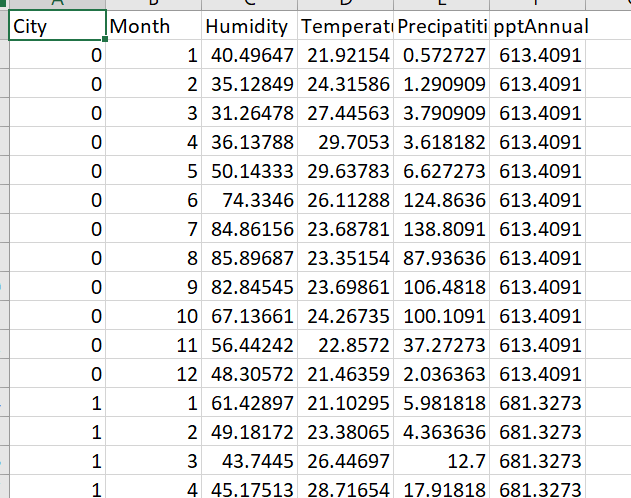 City Month Humidity Temperati Precipatiti pptAnnual
0 1 40.49647 21.92154 0.572727 613.4091
0 2 35.12849 24.31586 1.290909 613.4091
0 3 31.26478 27.44563 3.790909 613.4091
0 4 36.13788 29.7053 3.618182 613.4091
0 5 50.14333 29.63783 6.627273 613.4091
0 6 74.3346 26.11288 124.8636 613.4091
0 7 84.86156 23.68781 138.8091 613.4091
0 8 85.89687 23.35154 87.93636 613.4091
0 9 82.84545 23.69861 106.4818 613.4091
0 10 67.13661 24.26735 100.1091 613.4091
0 11 56.44242 22.8572 37.27273 613.4091
0 12 48.30572 21.46359 2.036363 613.4091
1 1 61.42897 21.10295 5.981818 681.3273
1 2 49.18172 23.38065 4.363636 681.3273
1 3 43.7445 26.44697 12.7 681.3273
1 4 45.17513 28.71654 17.91818 681.3273